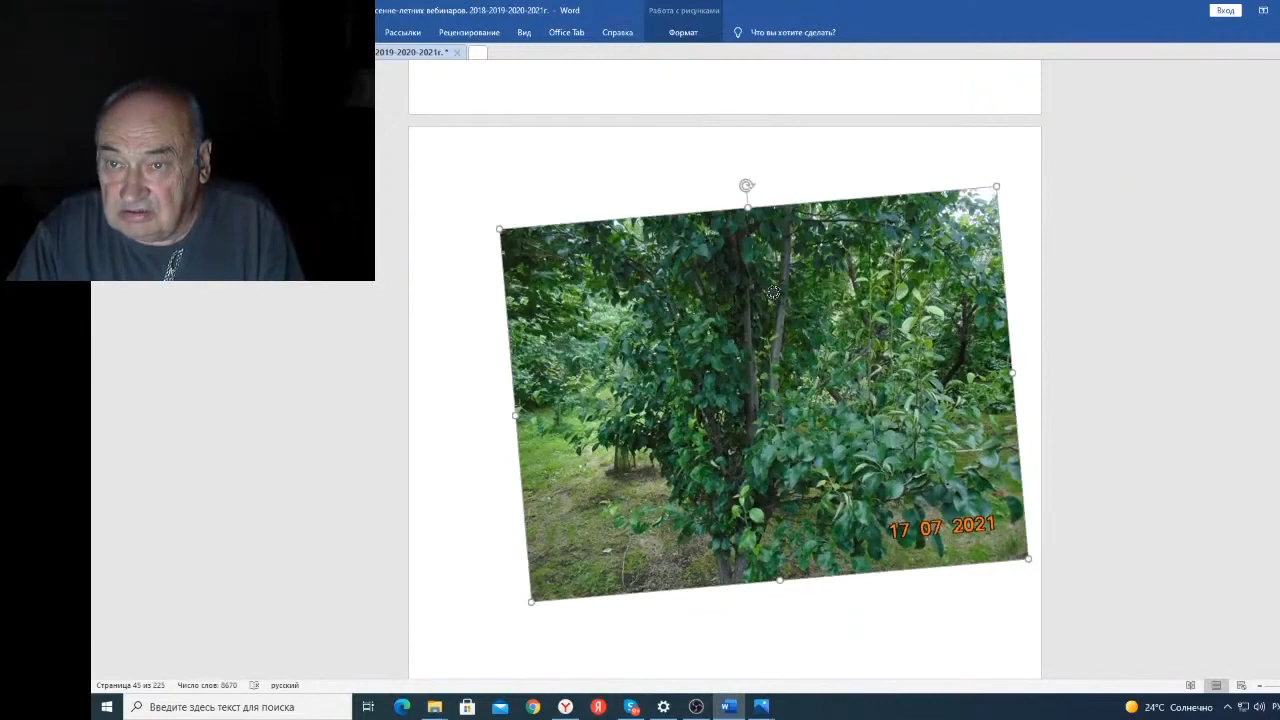 сенне-летних вебинаров. 2018-2019-2020-2021г. - Word
Работа с рисунками
Вход
Рассылки Рецензирование Вид Office Tab Справка Формат Что вы хотите сделать?
2019-2020-2021г. *
17 07 2021
Страница 45 из 225 Число слов: 8670 русский
Введите здесь текст для поиска
24°C Солнечно